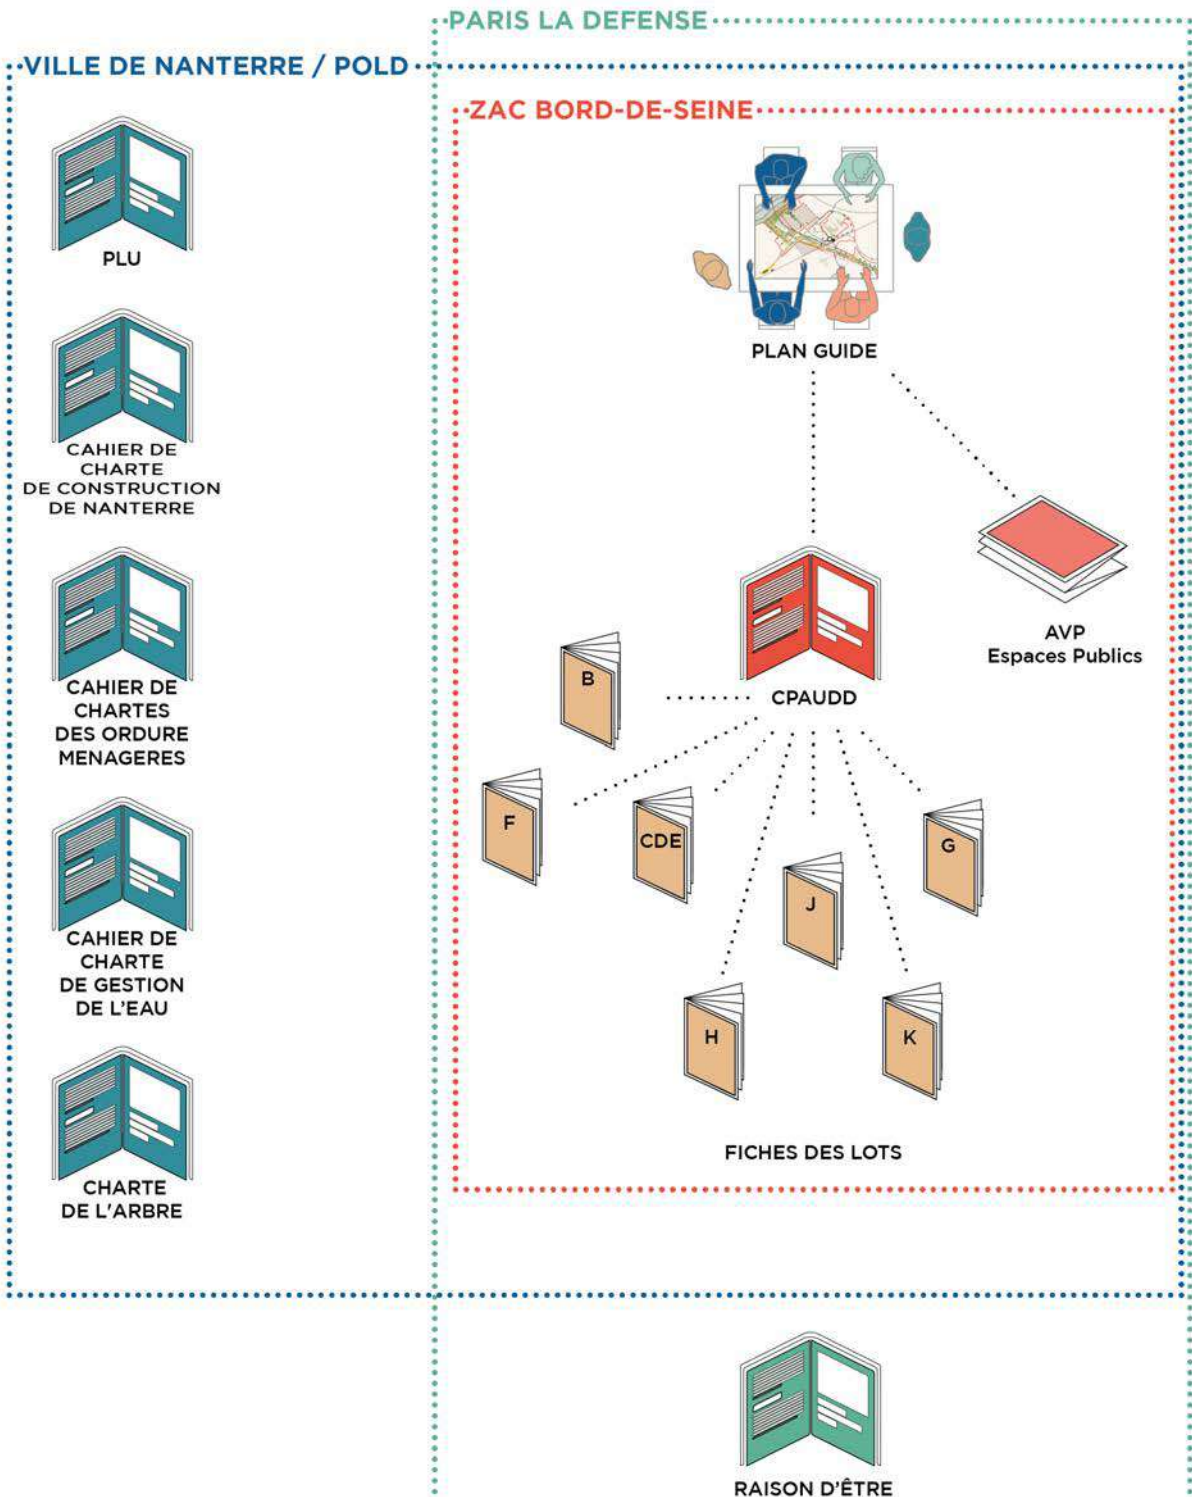 PARIS LA DEFENSE
VILLE DE NANTERRE / POLD
ZAC BORD-DE-SEINE
PLU
CAHIER DE
CHARTE
DE CONSTRUCTION
DE NANTERRE
CAHIER DE
CHARTES
DES ORDURE
MENAGERES
CAHIER DE
CHARTE
DE GESTION
DE L'EAU
CHARTE
DE L'ARBRE
PLAN GUIDE
AVP
Espaces Publics
CPAUDD
B
F
CDE
G
J
H
K
FICHES DES LOTS
RAISON D'ÊTRE